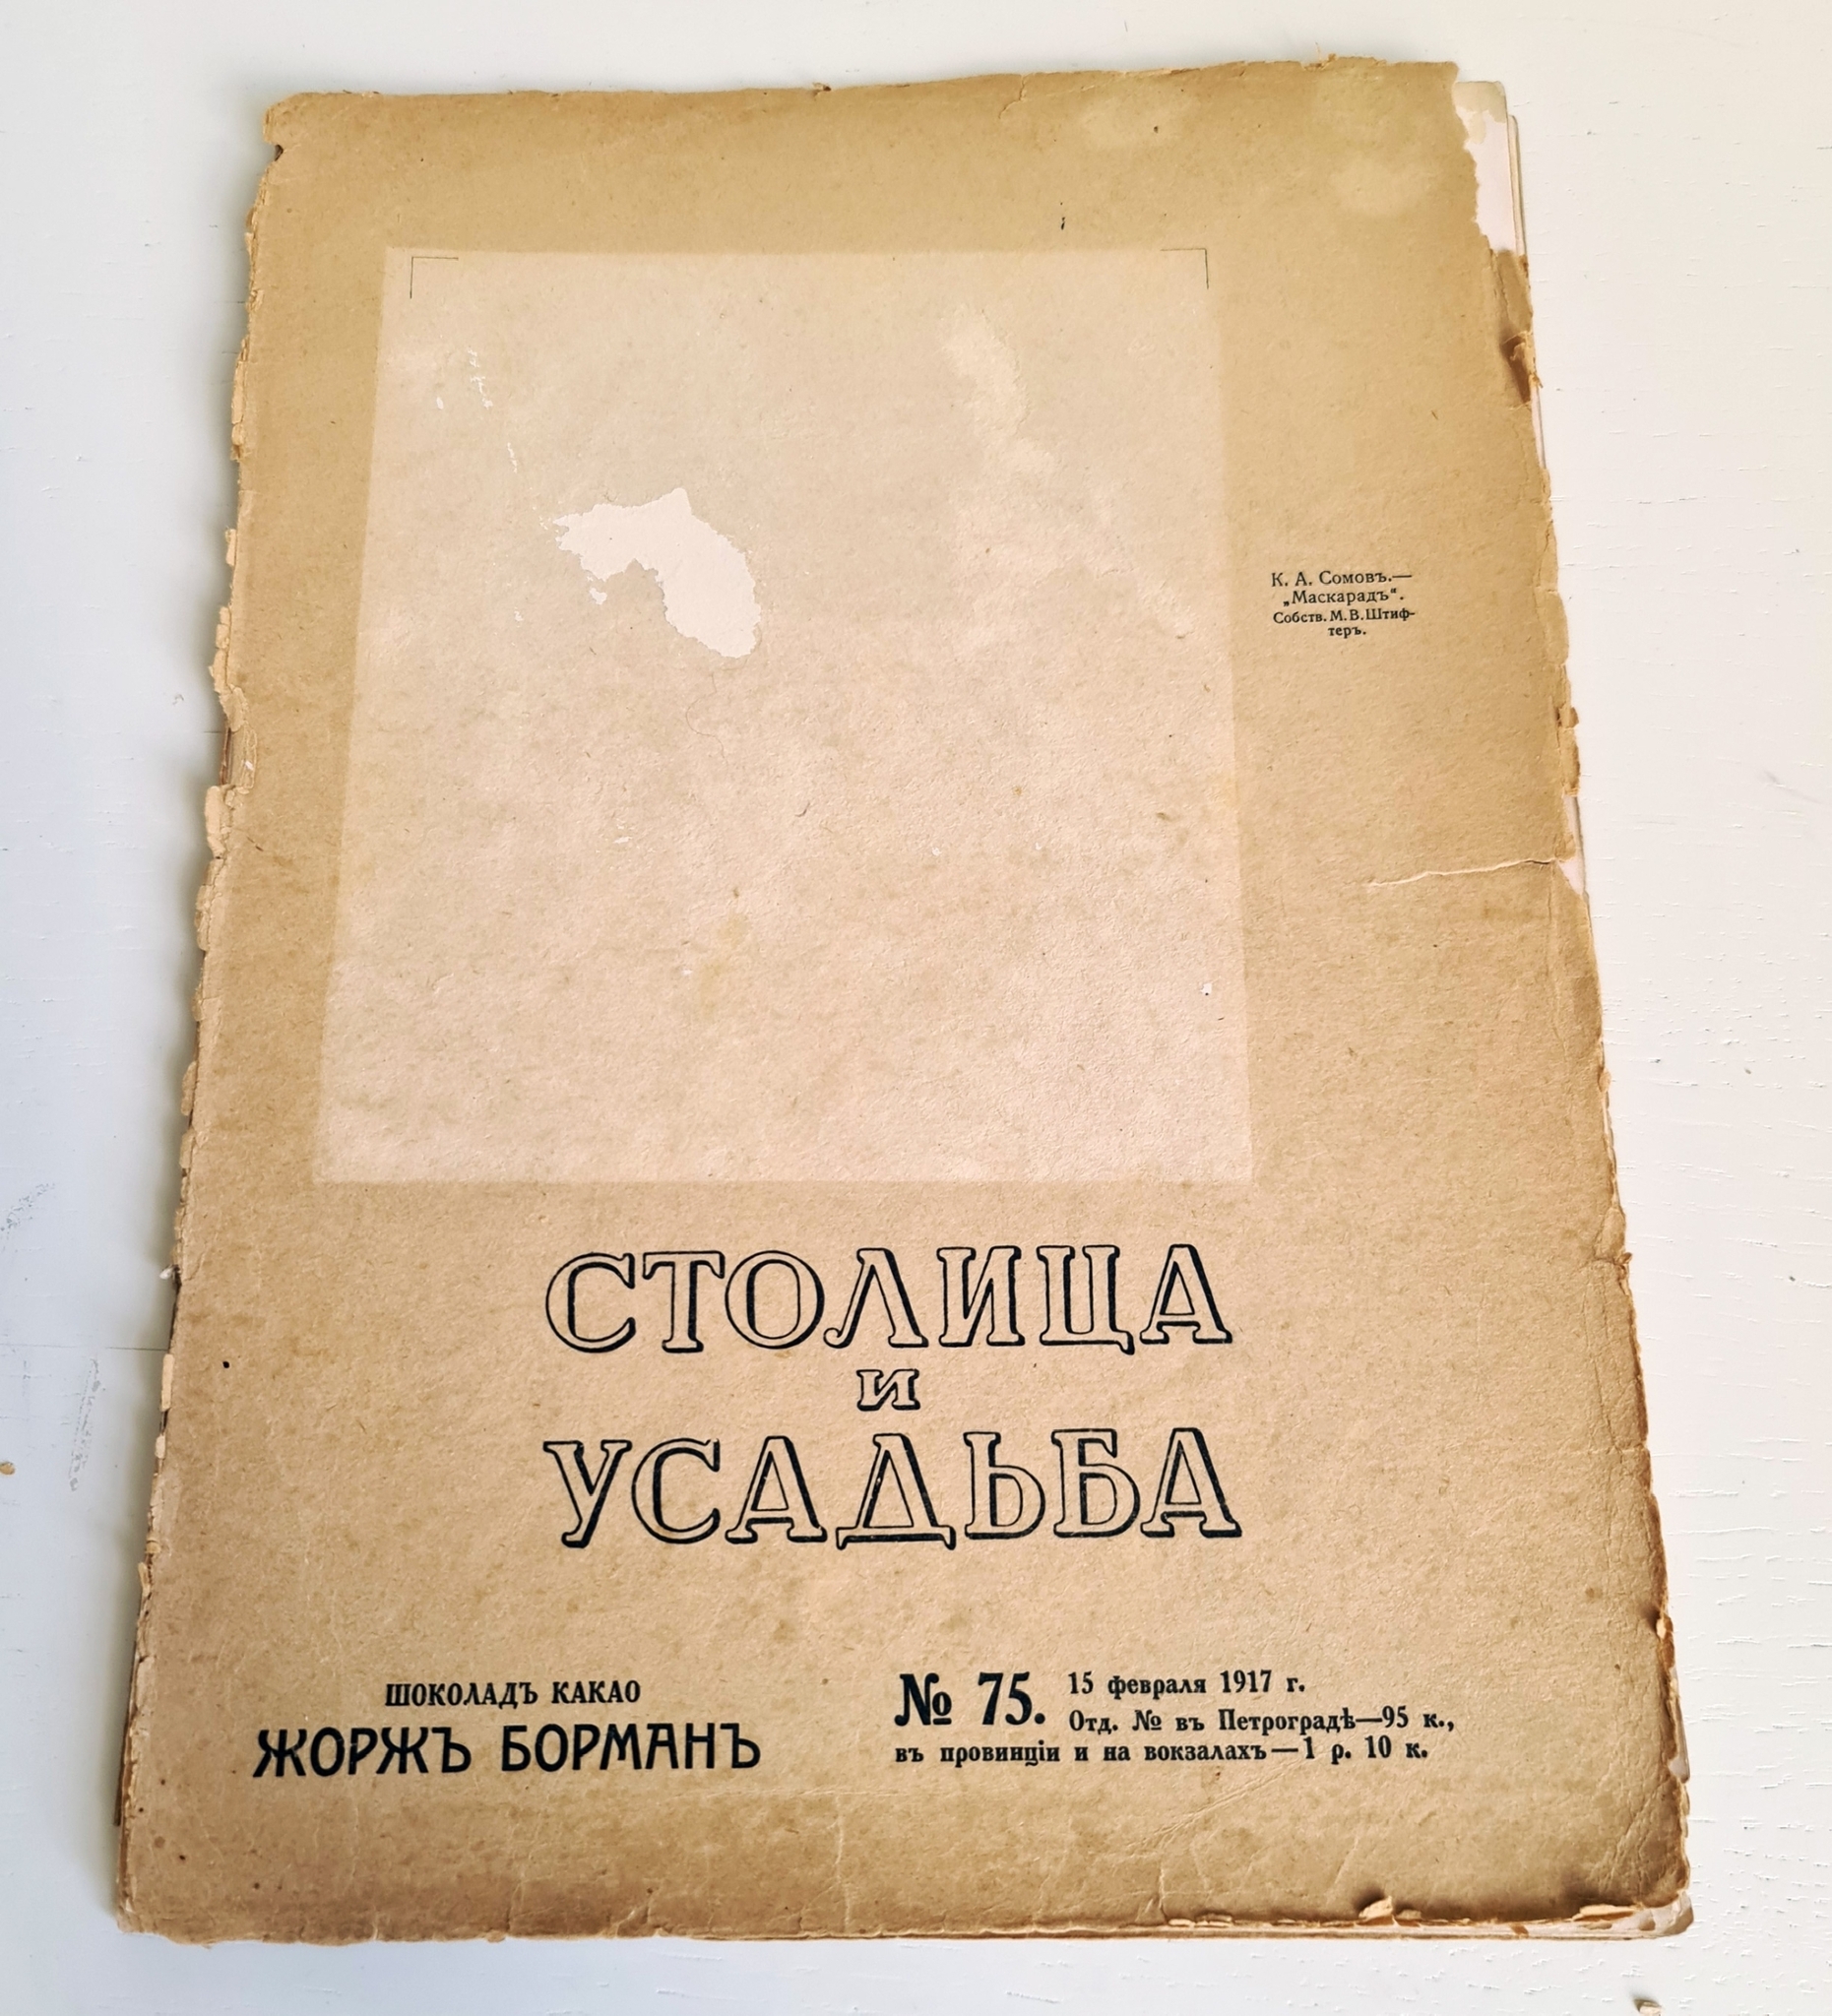 К. А. Сомовъ.—
„Маскарадъ“.
Собств. М. В. Штиф-
теръ.
СТОЛИЦА
и
УСАДЬБА
ШОКОЛАДЪ КАКАО
ЖОРЖЪ БОРМАНЪ
№ 75. 15 февраля 1917 г.
Отд. № въ Петроградѣ—95 к.,
въ провинціи и на вокзалахъ—1 р. 10 к.